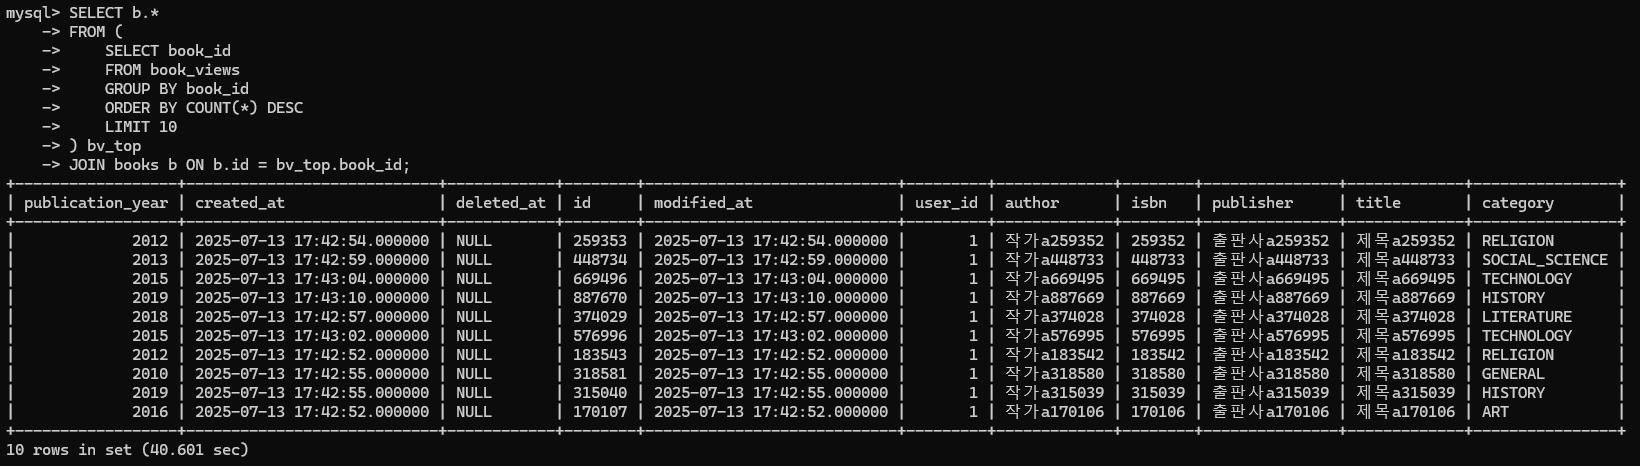 mysql> SELECT b.*
    -> FROM (
    ->     SELECT book_id
    ->     FROM book_views
    ->     GROUP BY book_id
    ->     ORDER BY COUNT(*) DESC
    ->     LIMIT 10
    -> ) bv_top
    -> JOIN books b ON b.id = bv_top.book_id;
+------------------+----------------------------+------------+--------+----------------------------+---------+-------------+--------+---------------+-------------+----------------+
| publication_year | created_at                 | deleted_at | id     | modified_at                | user_id | author      | isbn   | publisher     | title       | category       |
+------------------+----------------------------+------------+--------+----------------------------+---------+-------------+--------+---------------+-------------+----------------+
|             2012 | 2025-07-13 17:42:54.000000 | NULL       | 259353 | 2025-07-13 17:42:54.000000 |       1 | 작가a259352 | 259352 | 출판사a259352 | 제목a259352 | RELIGION       |
|             2013 | 2025-07-13 17:42:59.000000 | NULL       | 448734 | 2025-07-13 17:42:59.000000 |       1 | 작가a448733 | 448733 | 출판사a448733 | 제목a448733 | SOCIAL_SCIENCE |
|             2015 | 2025-07-13 17:43:04.000000 | NULL       | 669496 | 2025-07-13 17:43:04.000000 |       1 | 작가a669495 | 669495 | 출판사a669495 | 제목a669495 | TECHNOLOGY     |
|             2019 | 2025-07-13 17:43:10.000000 | NULL       | 887670 | 2025-07-13 17:43:10.000000 |       1 | 작가a887669 | 887669 | 출판사a887669 | 제목a887669 | HISTORY        |
|             2018 | 2025-07-13 17:42:57.000000 | NULL       | 374029 | 2025-07-13 17:42:57.000000 |       1 | 작가a374028 | 374028 | 출판사a374028 | 제목a374028 | LITERATURE     |
|             2015 | 2025-07-13 17:43:02.000000 | NULL       | 576996 | 2025-07-13 17:43:02.000000 |       1 | 작가a576995 | 576995 | 출판사a576995 | 제목a576995 | TECHNOLOGY     |
|             2012 | 2025-07-13 17:42:52.000000 | NULL       | 183543 | 2025-07-13 17:42:52.000000 |       1 | 작가a183542 | 183542 | 출판사a183542 | 제목a183542 | RELIGION       |
|             2010 | 2025-07-13 17:42:55.000000 | NULL       | 318581 | 2025-07-13 17:42:55.000000 |       1 | 작가a318580 | 318580 | 출판사a318580 | 제목a318580 | GENERAL        |
|             2019 | 2025-07-13 17:42:55.000000 | NULL       | 315040 | 2025-07-13 17:42:55.000000 |       1 | 작가a315039 | 315039 | 출판사a315039 | 제목a315039 | HISTORY        |
|             2016 | 2025-07-13 17:42:52.000000 | NULL       | 170107 | 2025-07-13 17:42:52.000000 |       1 | 작가a170106 | 170106 | 출판사a170106 | 제목a170106 | ART            |
+------------------+----------------------------+------------+--------+----------------------------+---------+-------------+--------+---------------+-------------+----------------+
10 rows in set (40.601 sec)